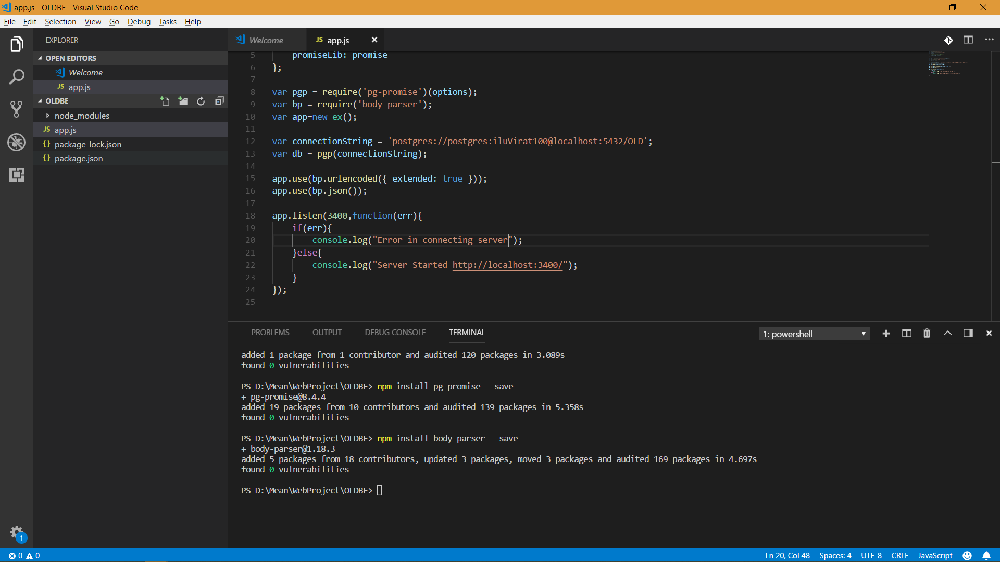 app.js - OLDBE - Visual Studio Code
File Edit Selection View Go Debug Tasks Help
EXPLORER
OPEN EDITORS
Welcome
JS app.js
OLDBE
node_modules
JS app.js
{} package-lock.json
{} package.json
Welcome
JS app.js
5 promiseLib: promise
6 };
7
8 var pgp = require('pg-promise')(options);
9 var bp = require('body-parser');
10 var app=new ex();
11
12 var connectionString = 'postgres://postgres:iluVirat100@localhost:5432/OLD';
13 var db = pgp(connectionString);
14
15 app.use(bp.urlencoded({ extended: true }));
16 app.use(bp.json());
17
18 app.listen(3400,function(err){
19 if(err){
20 console.log("Error in connecting server");
21 }else{
22 console.log("Server Started http://localhost:3400/");
23 }
24 });
25
PROBLEMS OUTPUT DEBUG CONSOLE TERMINAL
1: powershell
added 1 package from 1 contributor and audited 120 packages in 3.089s
found 0 vulnerabilities
PS D:\Mean\WebProject\OLDBE> npm install pg-promise --save
+ pg-promise@8.4.4
added 19 packages from 10 contributors and audited 139 packages in 5.358s
found 0 vulnerabilities
PS D:\Mean\WebProject\OLDBE> npm install body-parser --save
+ body-parser@1.18.3
added 5 packages from 18 contributors, updated 3 packages, moved 3 packages and audited 169 packages in 4.697s
found 0 vulnerabilities
PS D:\Mean\WebProject\OLDBE>
1
0 0
Ln 20, Col 48 Spaces: 4 UTF-8 CRLF JavaScript